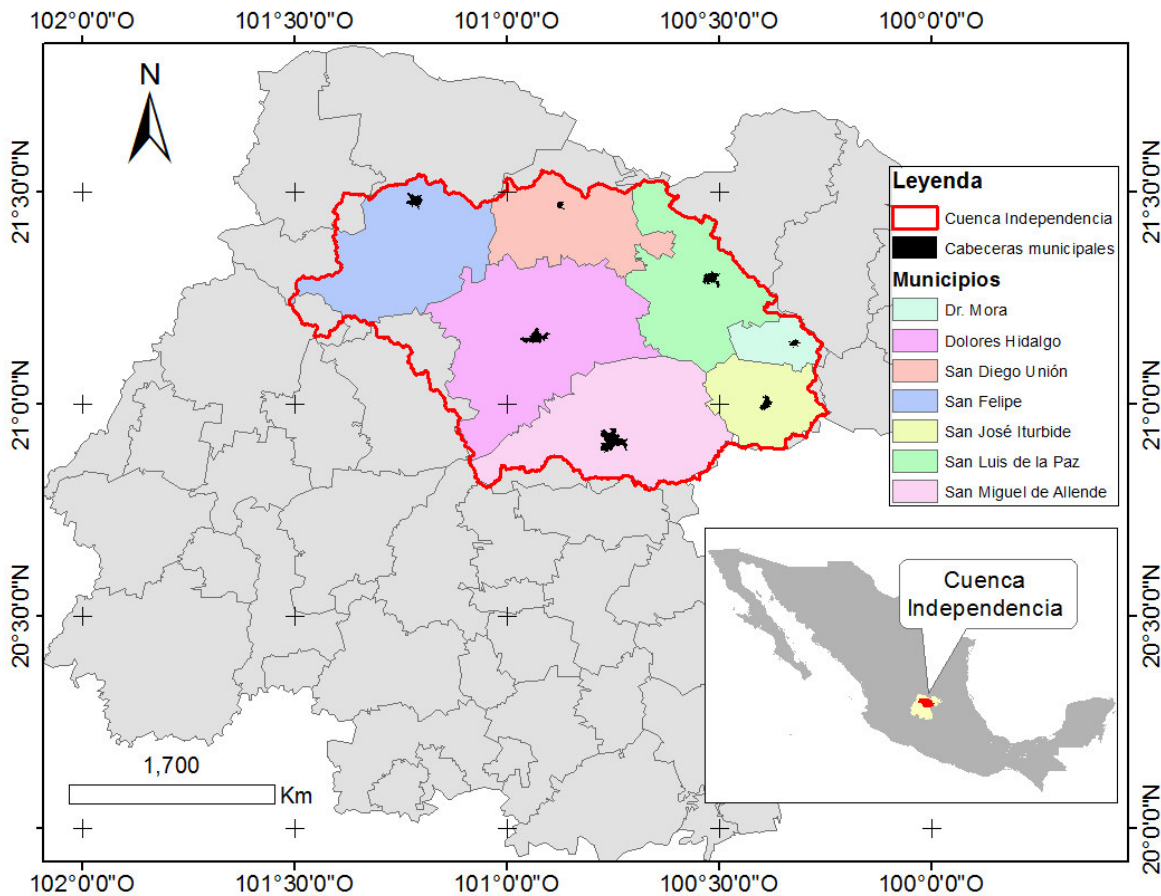 102°0'0"O 101°30'0"O 101°0'0"O 100°30'0"O 100°0'0"O
N
21°30'0"N
21°30'0"N
21°0'0"N
21°0'0"N
20°30'0"N
20°30'0"N
20°0'0"N
20°0'0"N
Leyenda
Cuenca Independencia
Cabeceras municipales
Municipios
Dr. Mora
Dolores Hidalgo
San Diego Unión
San Felipe
San José Iturbide
San Luis de la Paz
San Miguel de Allende
Cuenca
Independencia
1,700
Km
102°0'0"O 101°30'0"O 101°0'0"O 100°30'0"O 100°0'0"O